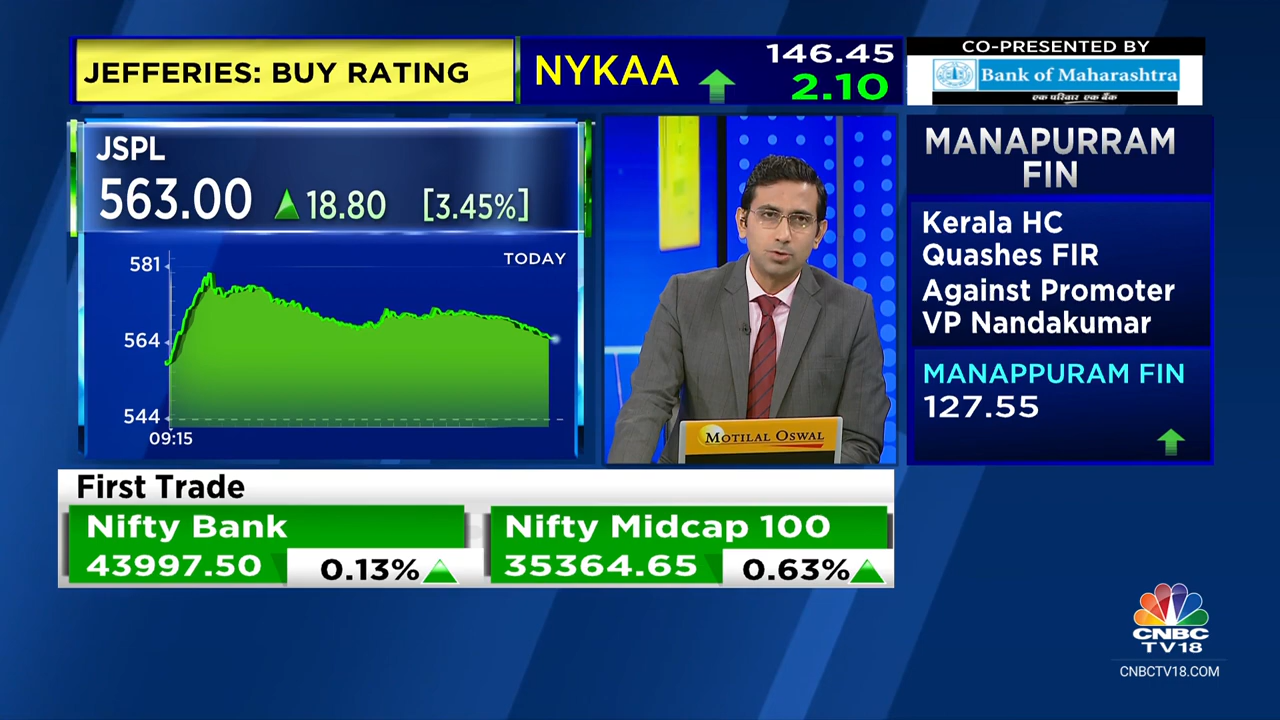 JEFFERIES: BUY RATING
NYKAA
146.45
2.10
CO-PRESENTED BY
Bank of Maharashtra
एक परिवार एक बैंक
JSPL
563.00 18.80 [3.45%]
TODAY
581
564
544
09:15
MOTILAL OSWAL
MANAPURRAM
FIN
Kerala HC
Quashes FIR
Against Promoter
VP Nandakumar
MANAPPURAM FIN
127.55
First Trade
Nifty Bank
43997.50
0.13%
Nifty Midcap 100
35364.65
0.63%
CNBC
TV18
CNBCTV18.COM